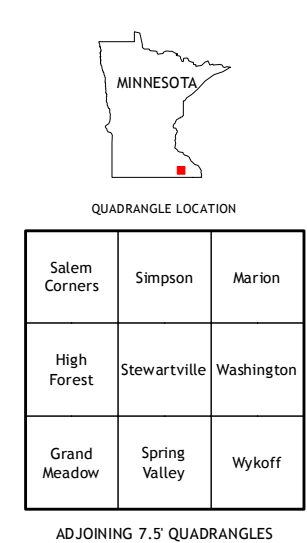 MINNESOTA
QUADRANGLE LOCATION
Salem
Corners
Simpson
Marion
High
Forest
Stewartville
Washington
Grand
Meadow
Spring
Valley
Wykoff
ADJOINING 7.5' QUADRANGLES